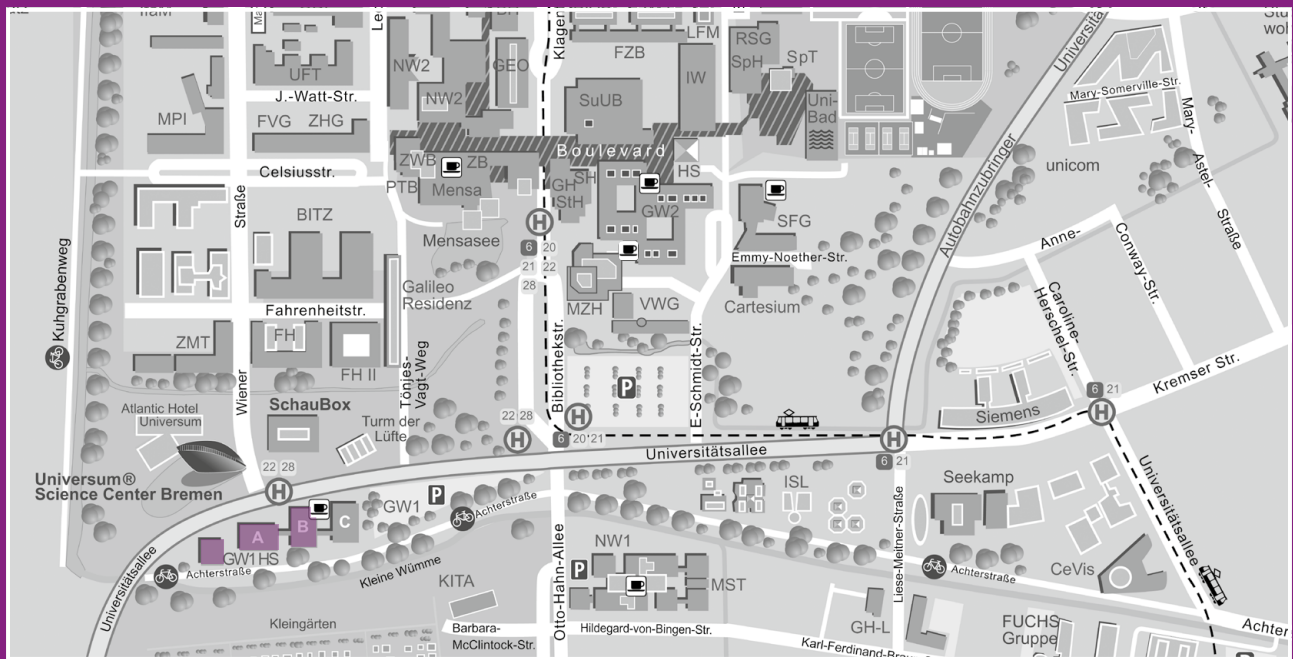 LFM
FZB
RSG
SpH
SpT
IW
NW2
GEO
UFT
SuUB
Uni-
Bad
J.-Watt-Str.
NW2
MPI
FVG
ZHG
Mary-Somerville-Str.
Mary-
Astel-
Straße
Boulevard
unicom
Celsiusstr.
ZWB
ZB
PTB
Mensa
SH
HS
GH
StH
GW2
SFG
Straße
BITZ
Mensasee
H
6 20
21 22
28
Emmy-Noether-Str.
Autobahnzubringer
Anne-
Conway-Str.
Kuhgrabenweg
Galileo
Residenz
Fahrenheitstr.
MZH
VWG
Cartesium
Caroline-
Herschel-Str.
ZMT
FH
FH II
Tönjes-
Vagt-Weg
Bibliothekstr.
E-Schmidt-Str.
P
Kremser Str.
6 21
H
Wiener
Atlantic Hotel
Universum
SchauBox
Turm der
Lüfte
22 28
H
H
6 20*21
Siemens
H
6 21
Universitätsallee
Universum®
Science Center Bremen
22 28
H
A
B
C
GW1
P
Achterstraße
ISL
Seekamp
Universitätsallee
GW1HS
Achterstraße
Kleine Wümme
Universitätsallee
KITA
Otto-Hahn-Allee
NW1
P
MST
Liese-Meitner-Straße
Achterstraße
CeVis
Kleingärten
Barbara-
McClintock-Str.
Hildegard-von-Bingen-Str.
GH-L
FUCHS
Gruppe
Achter